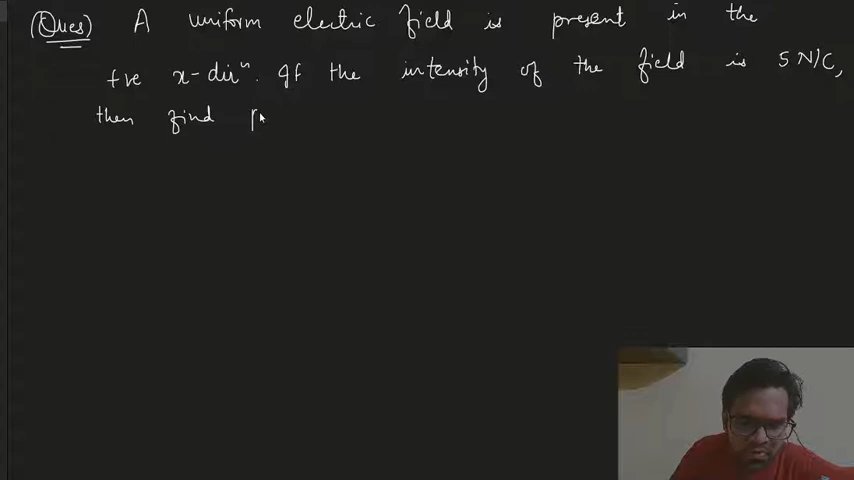 (Ques) A uniform electric field is present in the
+ve x-dirⁿ. If the intensity of the field is 5 N/C,
then find